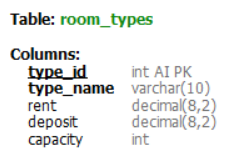 Table: room_types
Columns:
type_id int AI PK
type_name varchar(10)
rent decimal(8,2)
deposit decimal(8,2)
capacity int